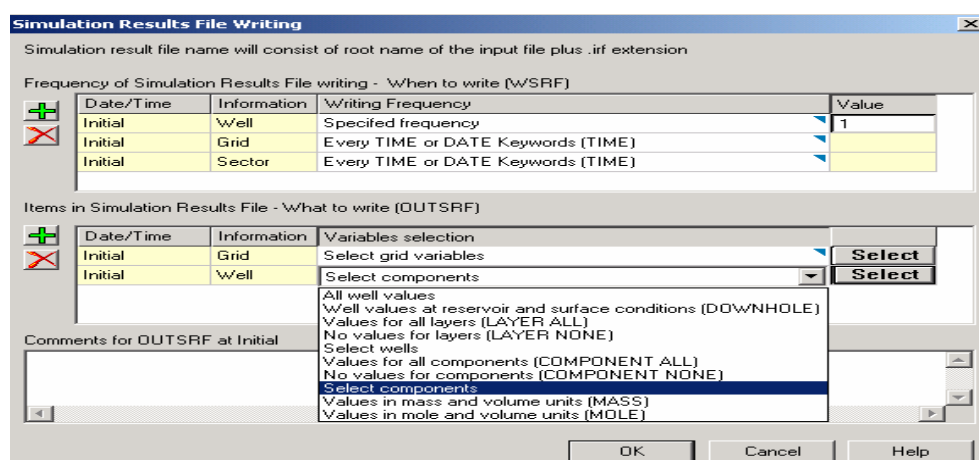 Simulation Results File Writing
Simulation result file name will consist of root name of the input file plus .irf extension
Frequency of Simulation Results File writing - When to write (WSRF)
Date/Time Information Writing Frequency Value
Initial Well Specifed frequency 1
Initial Grid Every TIME or DATE Keywords (TIME)
Initial Sector Every TIME or DATE Keywords (TIME)
Items in Simulation Results File - What to write (OUTSRF)
Date/Time Information Variables selection
Initial Grid Select grid variables Select
Initial Well Select components Select
All well values
Well values at reservoir and surface conditions (DOWNHOLE)
Values for all layers (LAYER ALL)
No values for layers (LAYER NONE)
Select wells
Values for all components (COMPONENT ALL)
No values for components (COMPONENT NONE)
Select components
Values in mass and volume units (MASS)
Values in mole and volume units (MOLE)
Comments for OUTSRF at Initial
OK Cancel Help